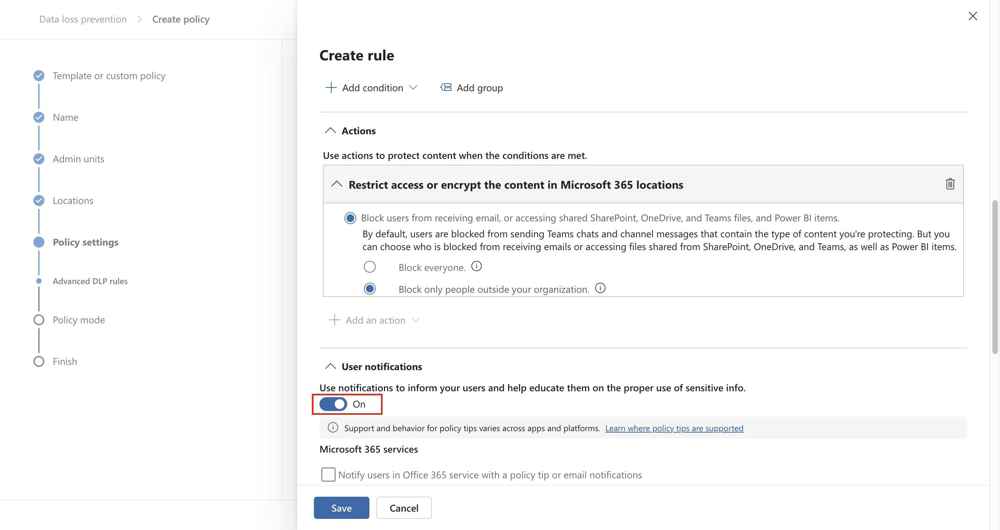 Data loss prevention > Create policy
Template or custom policy
Name
Admin units
Locations
Policy settings
Advanced DLP rules
Policy mode
Finish
Create rule
Add condition
Add group
Actions
Use actions to protect content when the conditions are met.
Restrict access or encrypt the content in Microsoft 365 locations
Block users from receiving email, or accessing shared SharePoint, OneDrive, and Teams files, and Power BI items.
By default, users are blocked from sending Teams chats and channel messages that contain the type of content you're protecting. But you
can choose who is blocked from receiving emails or accessing files shared from SharePoint, OneDrive, and Teams, as well as Power BI items.
Block everyone.
Block only people outside your organization.
Add an action
User notifications
Use notifications to inform your users and help educate them on the proper use of sensitive info.
On
Support and behavior for policy tips varies across apps and platforms. Learn where policy tips are supported
Microsoft 365 services
Notify users in Office 365 service with a policy tip or email notifications
Save
Cancel